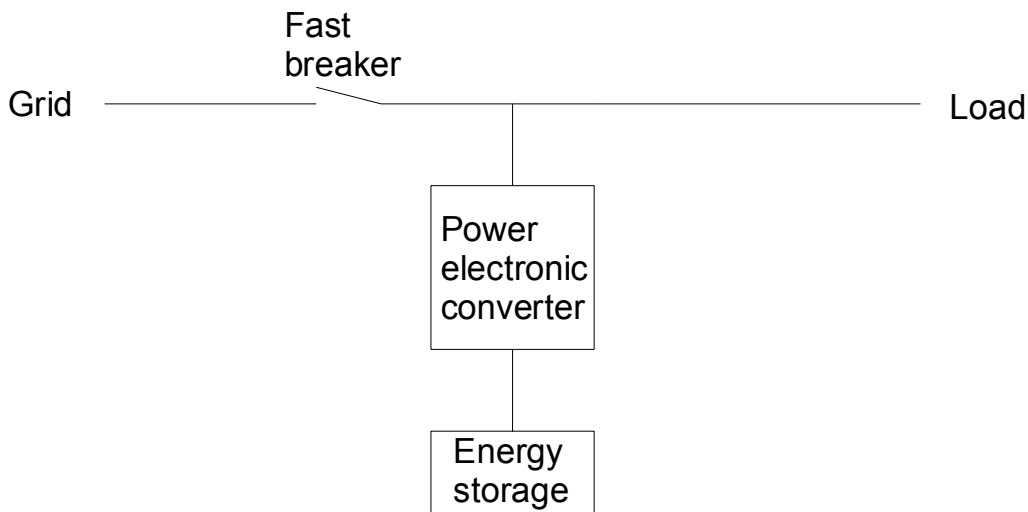 Fast
breaker
Grid
Load
Power
electronic
converter
Energy
storage